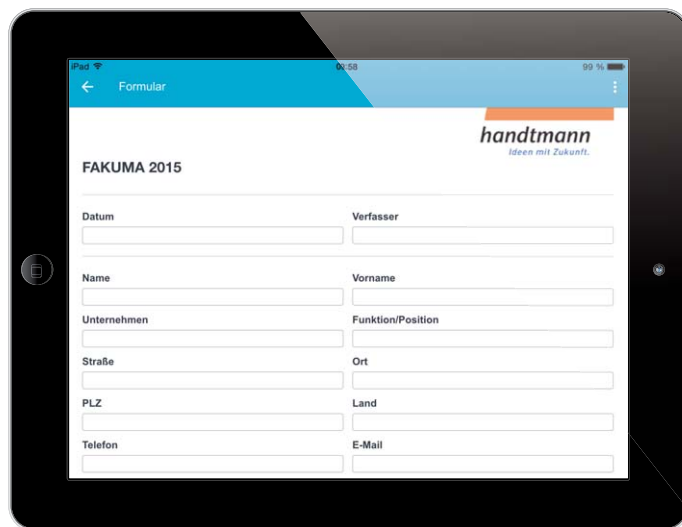 iPad 09:58 99 %
Formular
handtmann
Ideen mit Zukunft.
FAKUMA 2015
Datum Verfasser
Name Vorname
Unternehmen Funktion/Position
Straße Ort
PLZ Land
Telefon E-Mail